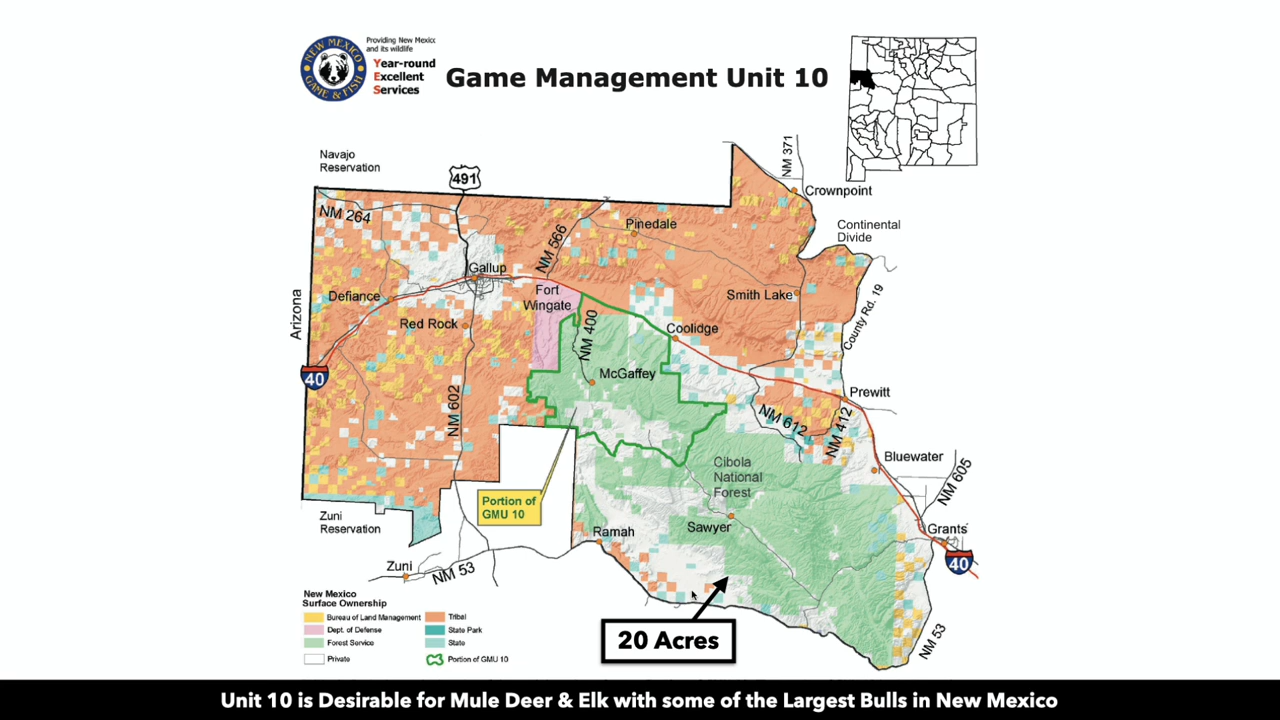 NEW MEXICO
GAME & FISH
Providing New Mexico
and its wildlife
Year-round
Excellent
Services
Game Management Unit 10
Navajo
Reservation
491
NM 371
Crownpoint
NM 264
Pinedale
Continental
Divide
NM 566
Gallup
Defiance
Fort
Wingate
Smith Lake
County Rd. 19
Arizona
Red Rock
NM 400
Coolidge
40
McGaffey
NM 602
Prewitt
NM 612
NM 412
Bluewater
NM 605
Cibola
National
Forest
Portion of
GMU 10
Zuni
Reservation
Ramah
Sawyer
Grants
40
Zuni
NM 53
NM 53
New Mexico
Surface Ownership
Bureau of Land Management
Tribal
Dept. of Defense
State Park
Forest Service
State
Private
Portion of GMU 10
20 Acres
Unit 10 is Desirable for Mule Deer & Elk with some of the Largest Bulls in New Mexico